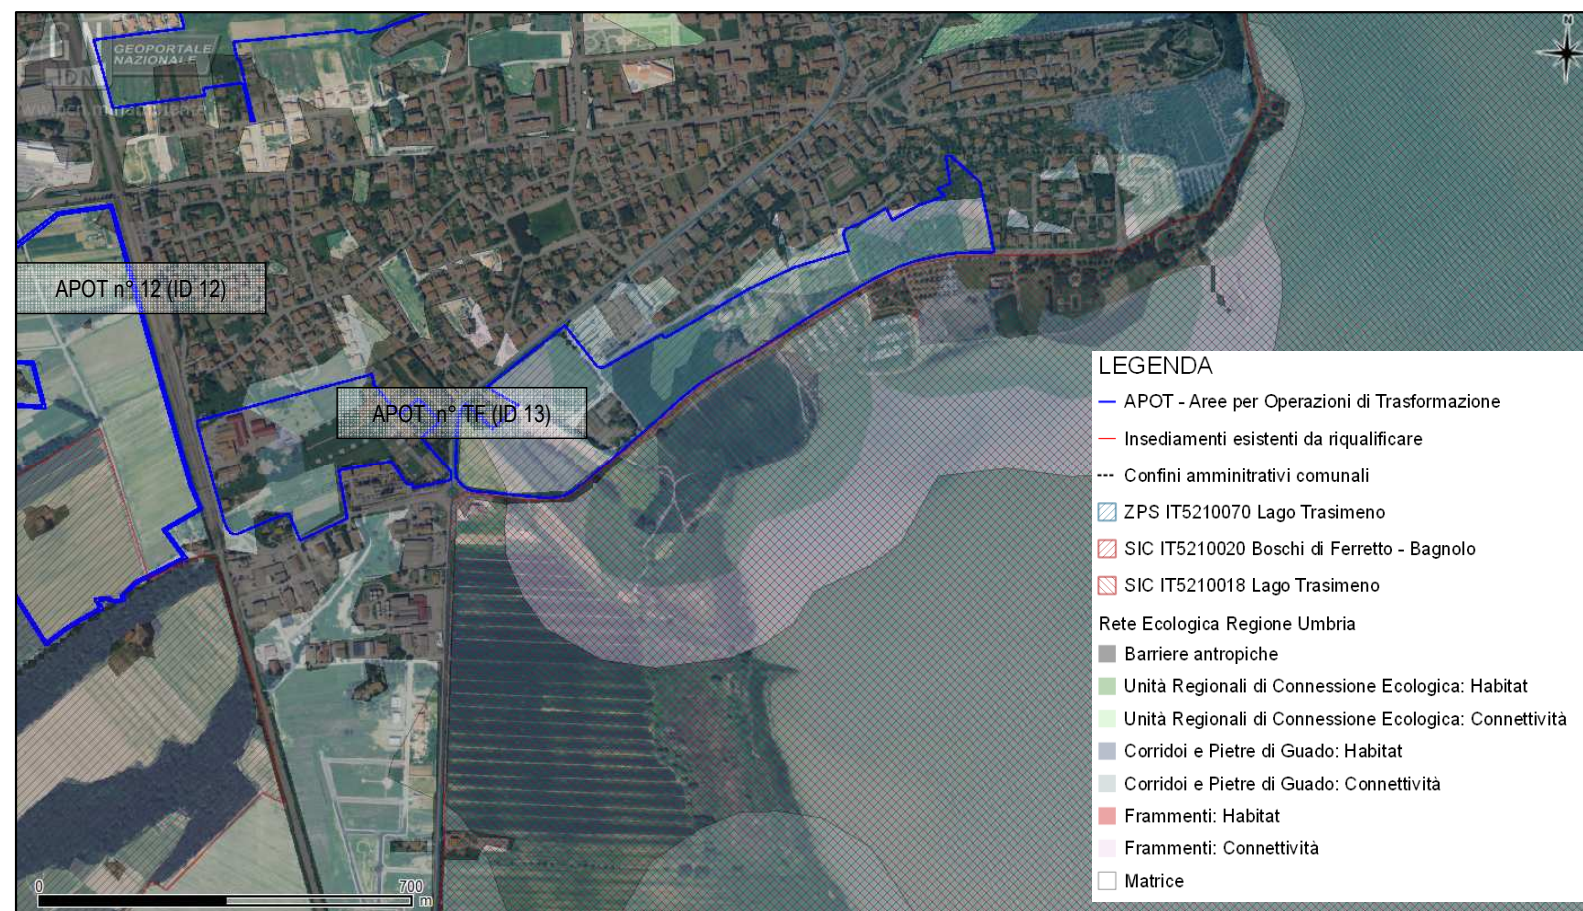 GEOPORTALE
NAZIONALE
N
APOT n° 12 (ID 12)
APOT n° TF (ID 13)
LEGENDA
APOT - Aree per Operazioni di Trasformazione
Insediamenti esistenti da riqualificare
Confini amminitrativi comunali
ZPS IT5210070 Lago Trasimeno
SIC IT5210020 Boschi di Ferretto - Bagnolo
SIC IT5210018 Lago Trasimeno
Rete Ecologica Regione Umbria
Barriere antropiche
Unità Regionali di Connessione Ecologica: Habitat
Unità Regionali di Connessione Ecologica: Connettività
Corridoi e Pietre di Guado: Habitat
Corridoi e Pietre di Guado: Connettività
Frammenti: Habitat
Frammenti: Connettività
Matrice
0 700
m